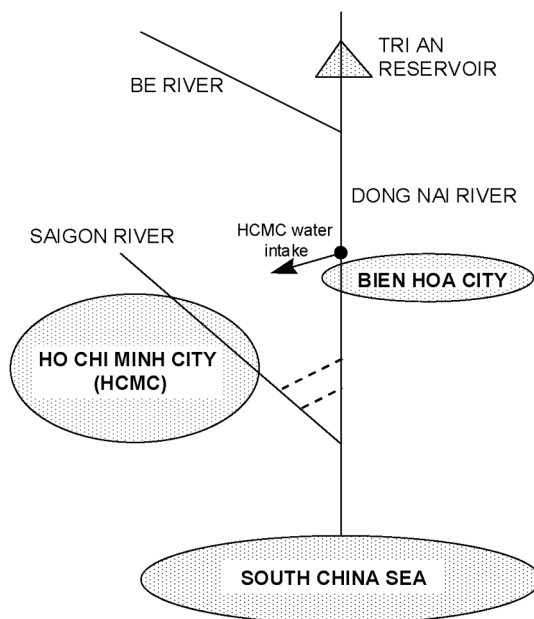 TRI AN
RESERVOIR
BE RIVER
DONG NAI RIVER
HCMC water
intake
SAIGON RIVER
BIEN HOA CITY
HO CHI MINH CITY
(HCMC)
SOUTH CHINA SEA